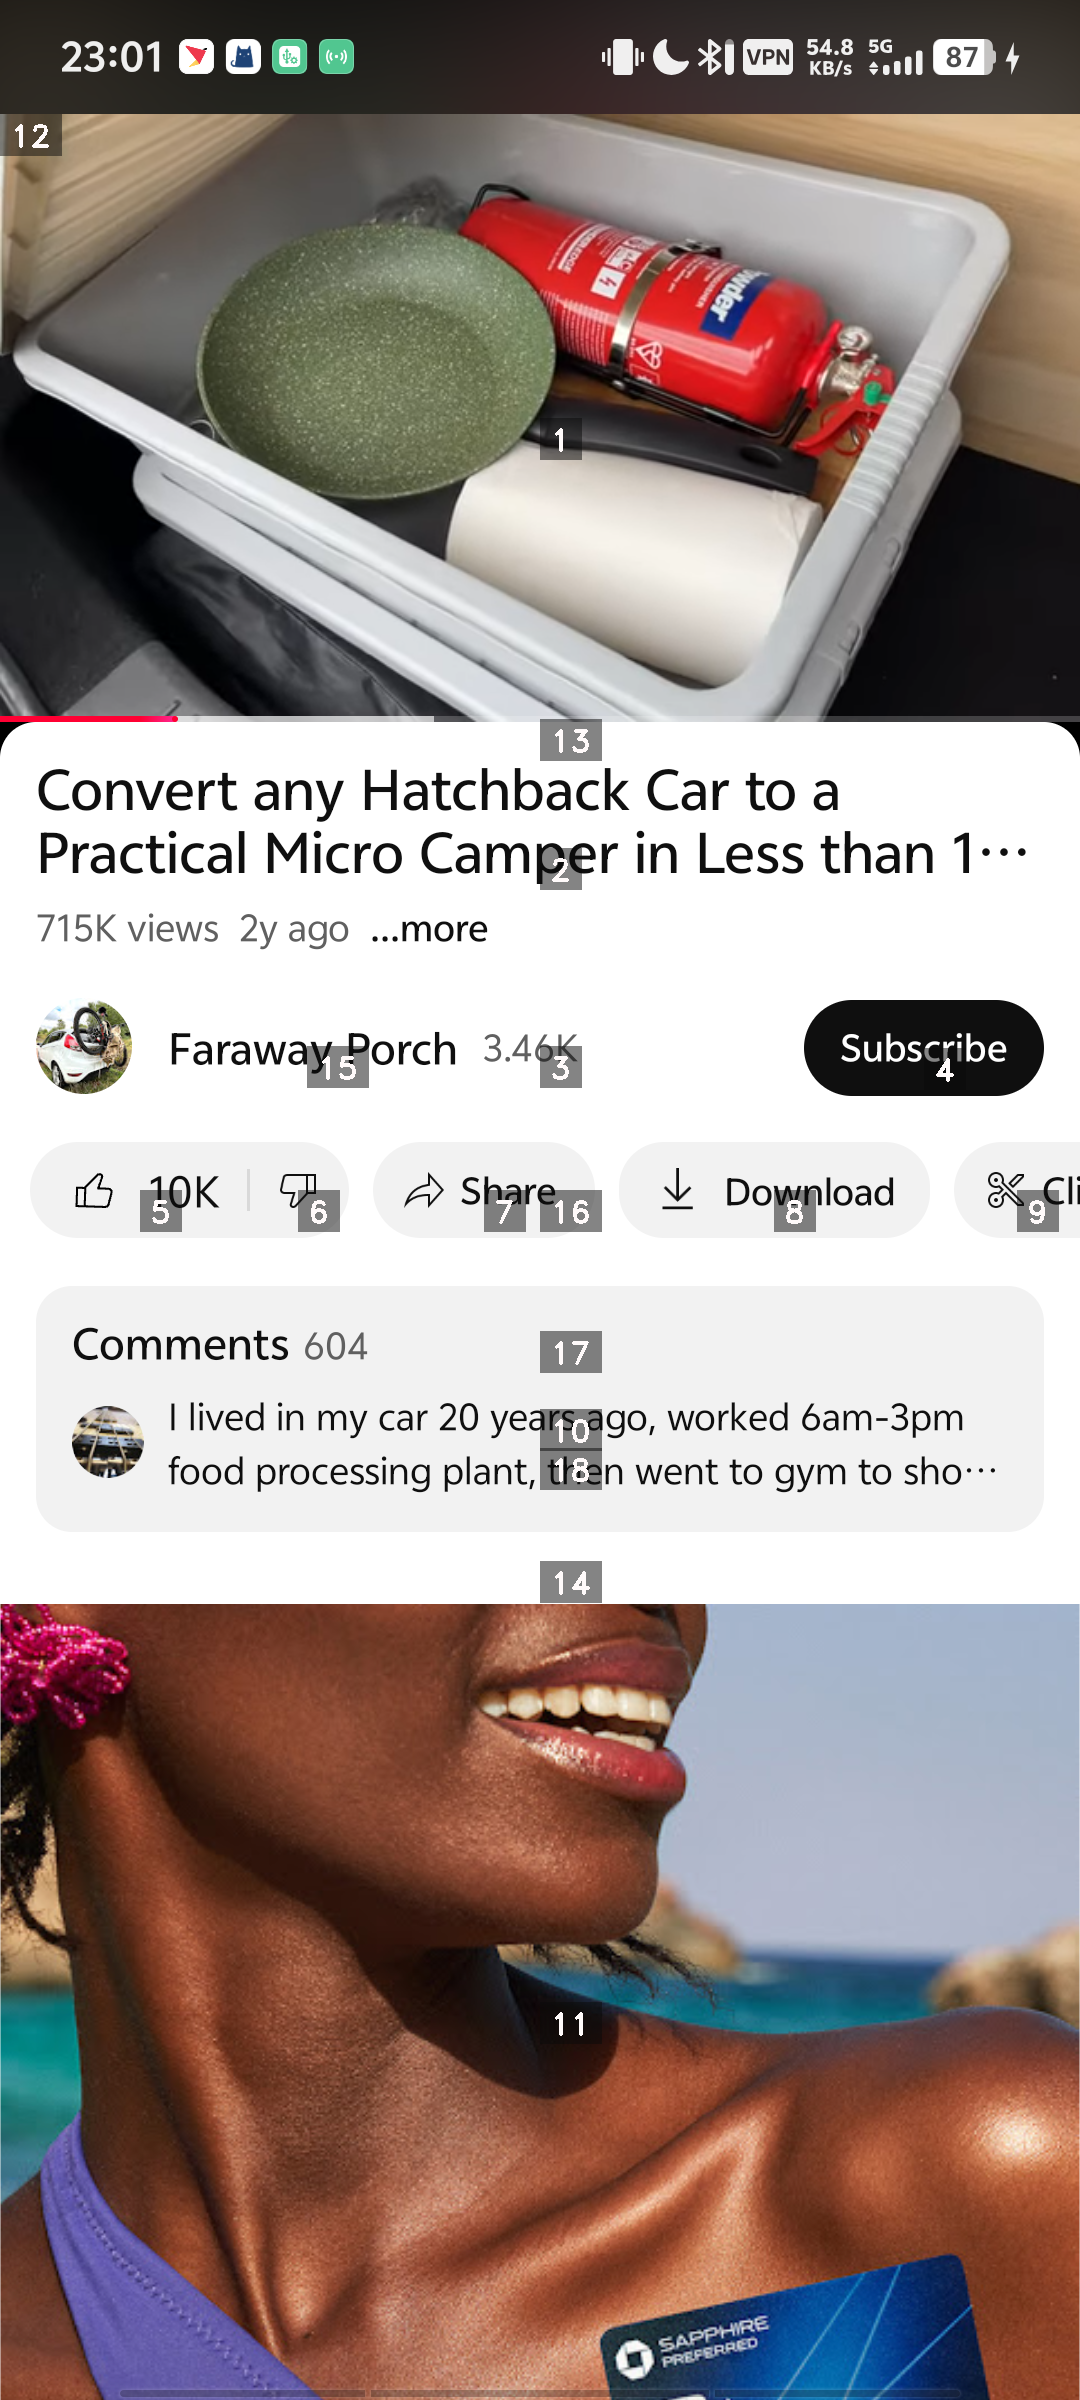 23:01
VPN
54.8
KB/s
5G
87
12
Powder
1
13
Convert any Hatchback Car to a
Practical Micro Camper in Less than 1...
2
715K views 2y ago ...more
Faraway Porch 3.46K
Subscribe
15
3
4
10K
Share
Download
5
6
7
16
8
9
Comments 604
17
I lived in my car 20 years ago, worked 6am-3pm
10
food processing plant, then went to gym to sho...
18
14
11
SAPPHIRE
PREFERRED